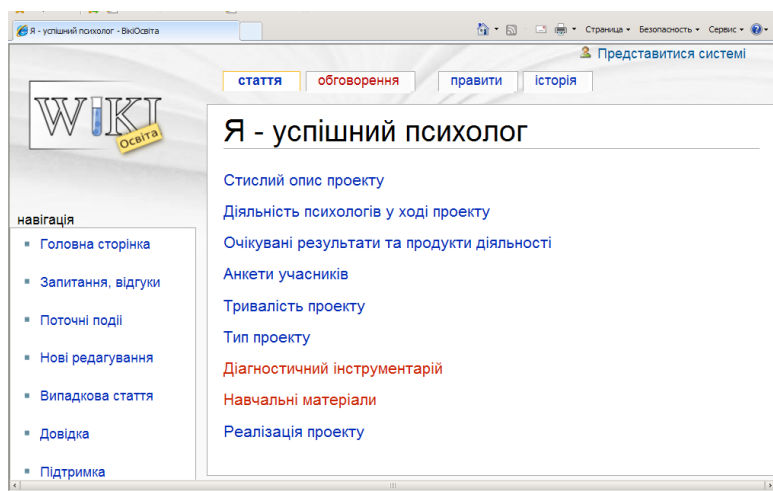 Я - успішний психолог - ВікіОсвіта
Страница
Безопасность
Сервис
Представитися системі
стаття
обговорення
правити
історія
WIKI
Освіта
Я - успішний психолог
Стислий опис проекту
Діяльність психологів у ході проекту
Очікувані результати та продукти діяльності
Анкети учасників
Тривалість проекту
Тип проекту
Діагностичний інструментарій
Навчальні матеріали
Реалізація проекту
навігація
Головна сторінка
Запитання, відгуки
Поточні події
Нові редагування
Випадкова стаття
Довідка
Підтримка